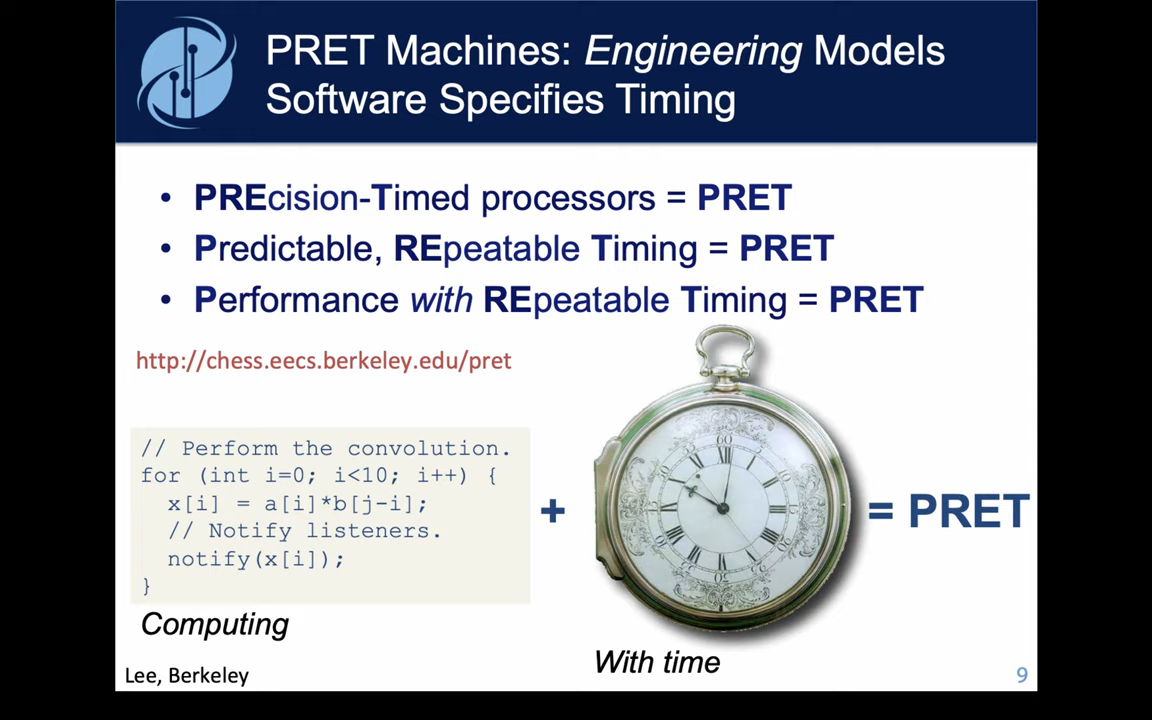 PRET Machines: Engineering Models
Software Specifies Timing
• PREcision-Timed processors = PRET
• Predictable, REpeatable Timing = PRET
• Performance with REpeatable Timing = PRET
http://chess.eecs.berkeley.edu/pret
// Perform the convolution.
for (int i=0; i<10; i++) {
  x[i] = a[i]*b[j-i];
  // Notify listeners.
  notify(x[i]);
}
+
= PRET
Computing
With time
Lee, Berkeley
9